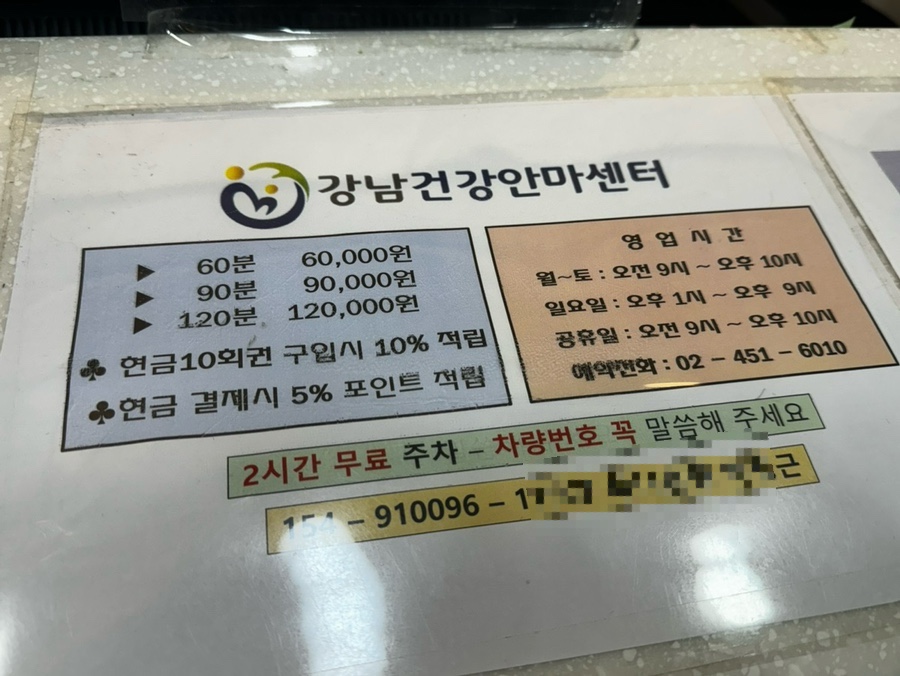 강남건강안마센터
▶ 60분 60,000원
▶ 90분 90,000원
▶ 120분 120,000원
♣ 현금10회권 구입시 10% 적립
♣현금 결제시 5% 포인트 적립
영 업 시 간
월~토 : 오전 9시 ~ 오후 10시
일요일 : 오후 1시 ~ 오후 9시
공휴일 : 오전 9시 ~ 오후 10시
예약전화 : 02 - 451 - 6010
2시간 무료 주차 - 차량번호 꼭 말씀해 주세요
154 - 910096 - 1 근